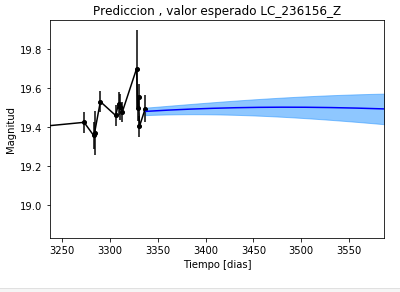 Prediccion , valor esperado LC_236156_Z
Magnitud
19.8
19.6
19.4
19.2
19.0
3250 3300 3350 3400 3450 3500 3550
Tiempo [dias]